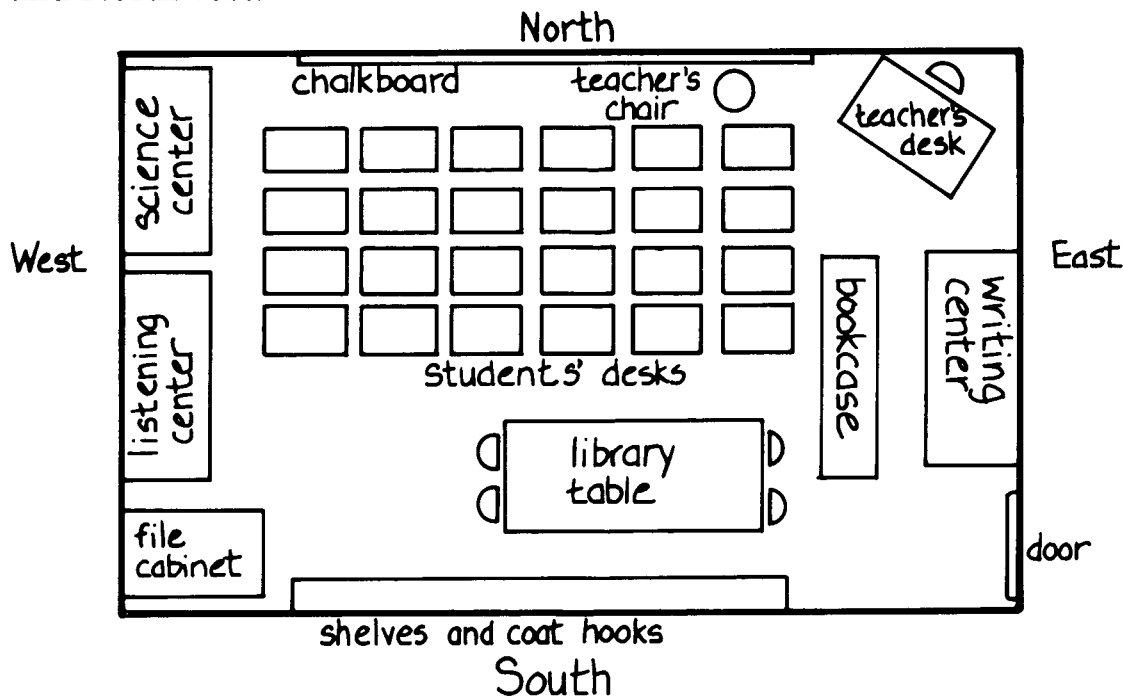 North
chalkboard
teacher's
chair
teacher's
desk
science
center
West
East
listening
center
bookcase
writing
center
students' desks
library
table
file
cabinet
door
shelves and coat hooks
South